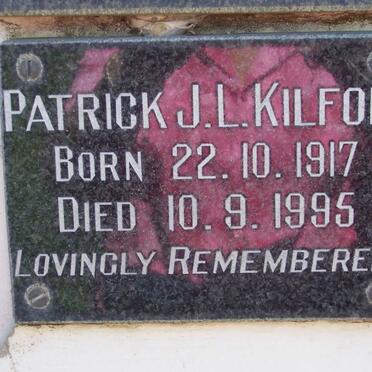 PATRICK J.L. KILFO
BORN 22.10.1917
DIED 10.9.1995
LOVINGLY REMEMBERE